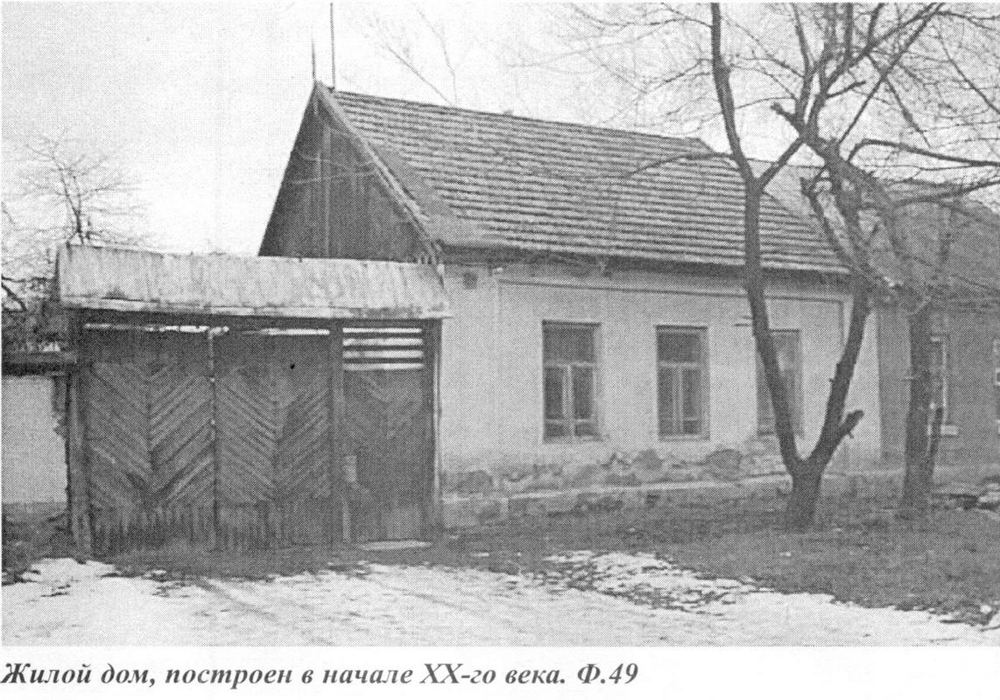 Жилой дом, построен в начале XX-го века. Ф.49